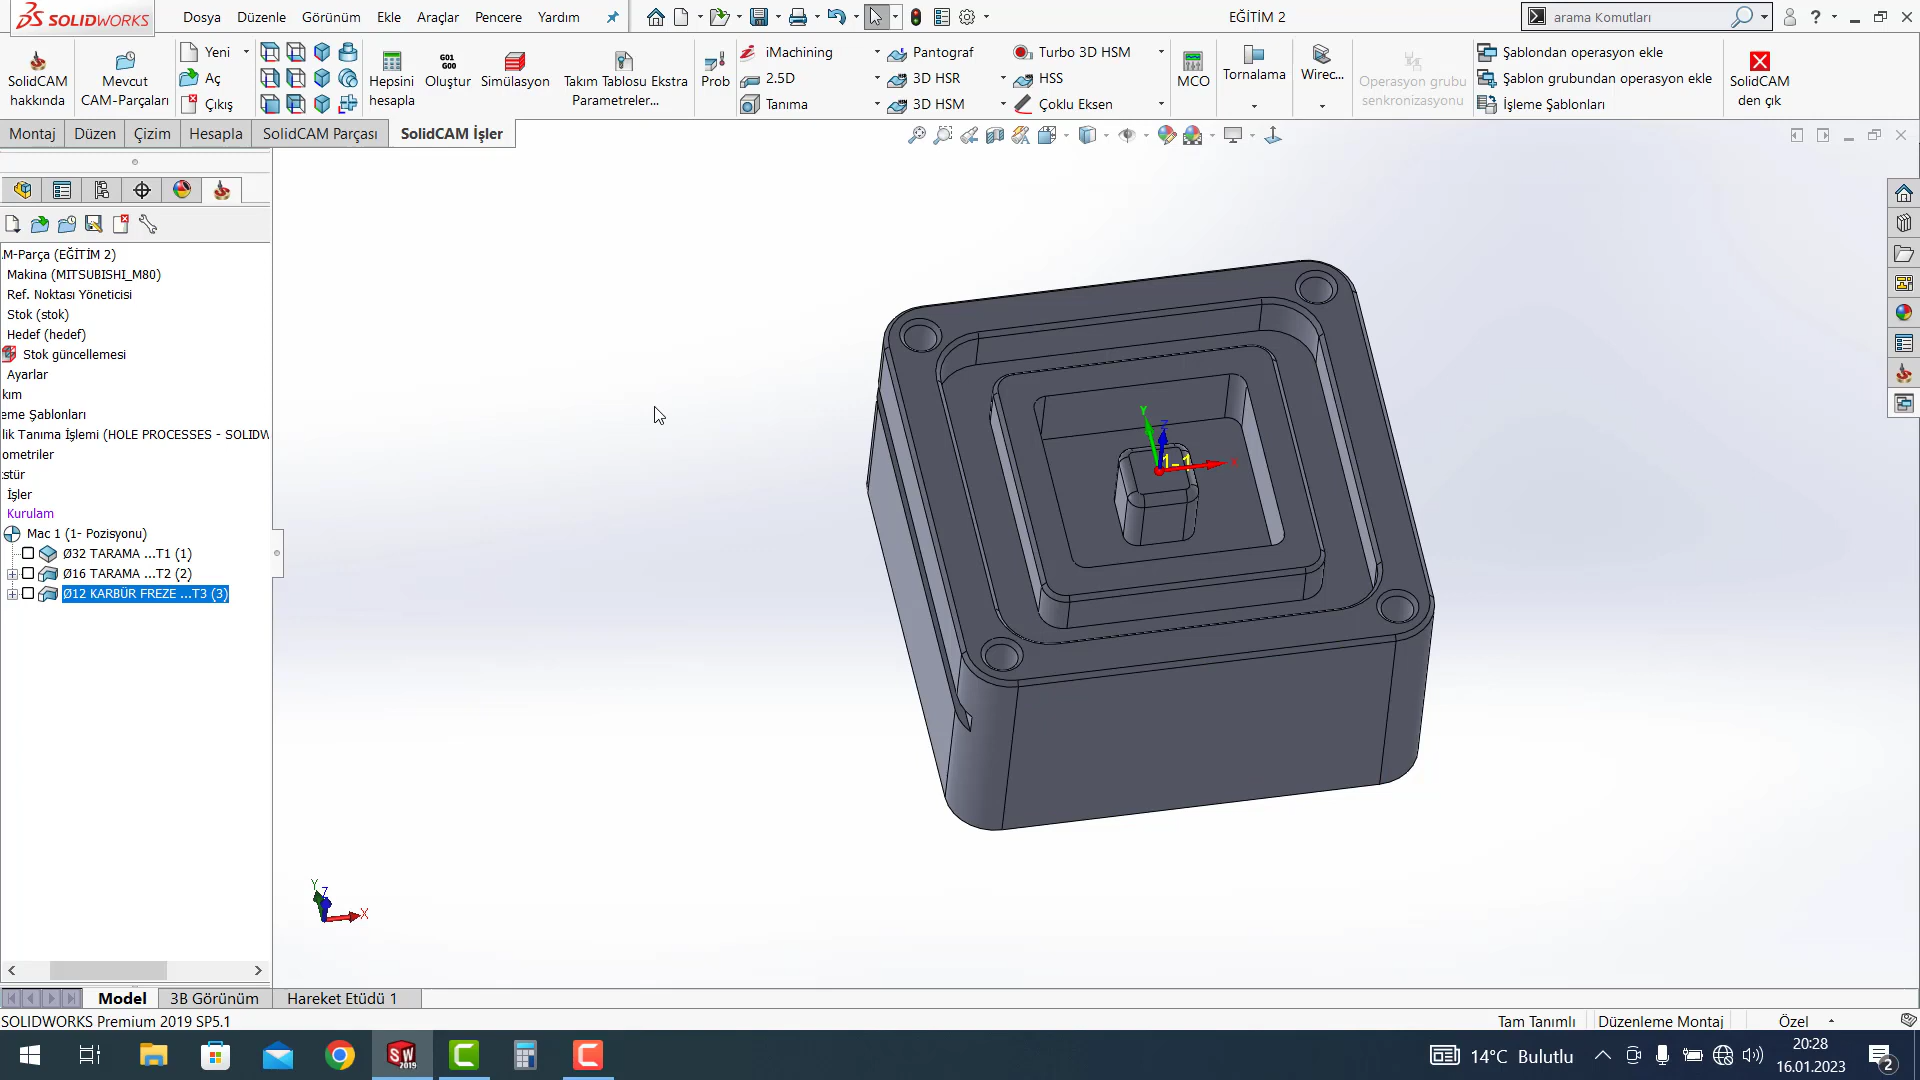 SOLIDWORKS
Dosya Düzenle Görünüm Ekle Araçlar Pencere Yardım
EĞİTİM 2
arama Komutları
SolidCAM hakkında
Mevcut CAM-Parçaları
Yeni
Aç
Çıkış
Hepsini hesapla
G01 G00 Oluştur
Simülasyon
Takım Tablosu Ekstra Parametreler...
Prob
iMachining
2.5D
Tanıma
Pantograf
3D HSR
3D HSM
Turbo 3D HSM
HSS
Çoklu Eksen
MCO
Tornalama
Wirec...
Operasyon grubu senkronizasyonu
Şablondan operasyon ekle
Şablon grubundan operasyon ekle
İşleme Şablonları
SolidCAM den çık
Montaj Düzen Çizim Hesapla SolidCAM Parçası SolidCAM İşler
.M-Parça (EĞİTİM 2)
Makina (MITSUBISHI_M80)
Ref. Noktası Yöneticisi
Stok (stok)
Hedef (hedef)
Stok güncellemesi
Ayarlar
kım
eme Şablonları
lik Tanıma İşlemi (HOLE PROCESSES - SOLIDW
ometriler
stür
İşler
Kurulam
Mac 1 (1- Pozisyonu)
Ø32 TARAMA ...T1 (1)
Ø16 TARAMA ...T2 (2)
Ø12 KARBÜR FREZE ...T3 (3)
Y
Z
1-1
X
Y
Z
X
Model 3B Görünüm Hareket Etüdü 1
SOLIDWORKS Premium 2019 SP5.1
Tam Tanımlı Düzenleme Montaj Özel
SW 2019
14°C Bulutlu
20:28
16.01.2023
2